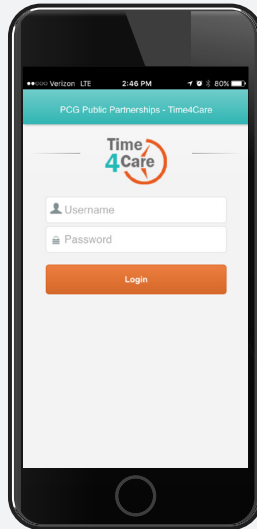 Verizon LTE 2:46 PM 80%
PCG Public Partnerships - Time4Care
Time
4Care
Username
Password
Login